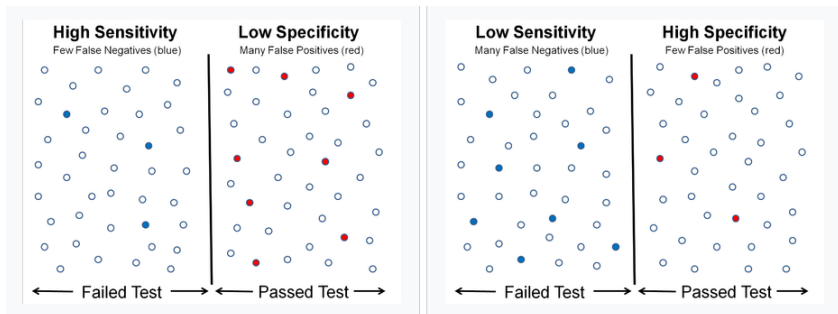 High Sensitivity
Few False Negatives (blue)
Low Specificity
Many False Positives (red)
Failed Test
Passed Test
Low Sensitivity
Many False Negatives (blue)
High Specificity
Few False Positives (red)
Failed Test
Passed Test